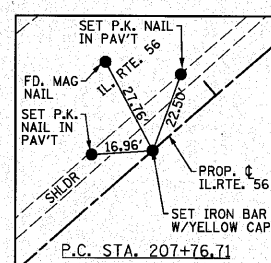 SET P.K. NAIL
IN PAV'T
FD. MAG
NAIL
IL. RTE. 56
27.76'
22.50'
SET P.K.
NAIL IN
PAV'T
16.96'
SHLDR
PROP. ℄
IL.RTE. 56
SET IRON BAR
W/YELLOW CAP
P.C. STA. 207+76.71